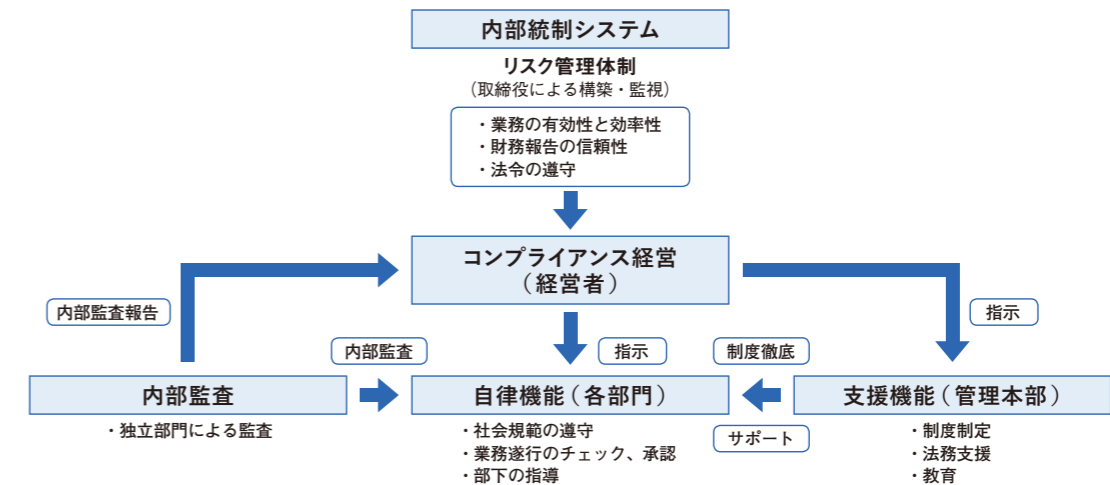 内部統制システム
リスク管理体制
（取締役による構築・監視）
・業務の有効性と効率性
・財務報告の信頼性
・法令の遵守
コンプライアンス経営
（経営者）
内部監査報告
指示
内部監査
指示
制度徹底
内部監査
自律機能（各部門）
支援機能（管理本部）
・独立部門による監査
・社会規範の遵守
・業務遂行のチェック、承認
・部下の指導
サポート
・制度制定
・法務支援
・教育